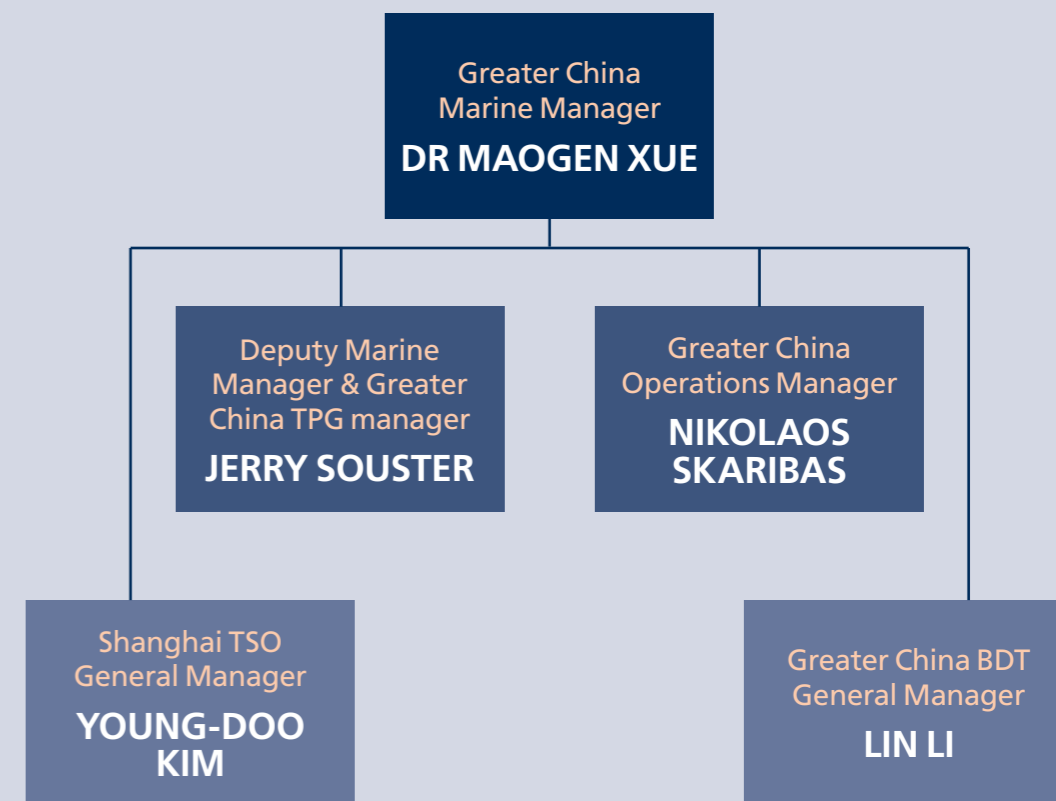 Greater China
Marine Manager
DR MAOGEN XUE
Deputy Marine
Manager & Greater
China TPG manager
JERRY SOUSTER
Greater China
Operations Manager
NIKOLAOS
SKARIBAS
Shanghai TSO
General Manager
YOUNG-DOO
KIM
Greater China BDT
General Manager
LIN LI